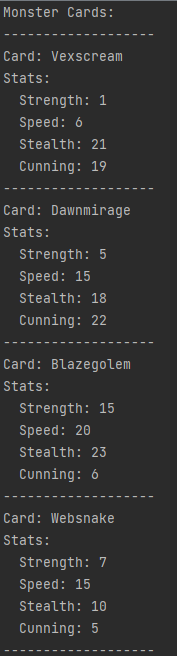 Monster Cards:
-------------------
Card: Vexscream
Stats:
  Strength: 1
  Speed: 6
  Stealth: 21
  Cunning: 19
-------------------
Card: Dawnmirage
Stats:
  Strength: 5
  Speed: 15
  Stealth: 18
  Cunning: 22
-------------------
Card: Blazegolem
Stats:
  Strength: 15
  Speed: 20
  Stealth: 23
  Cunning: 6
-------------------
Card: Websnake
Stats:
  Strength: 7
  Speed: 15
  Stealth: 10
  Cunning: 5
-------------------